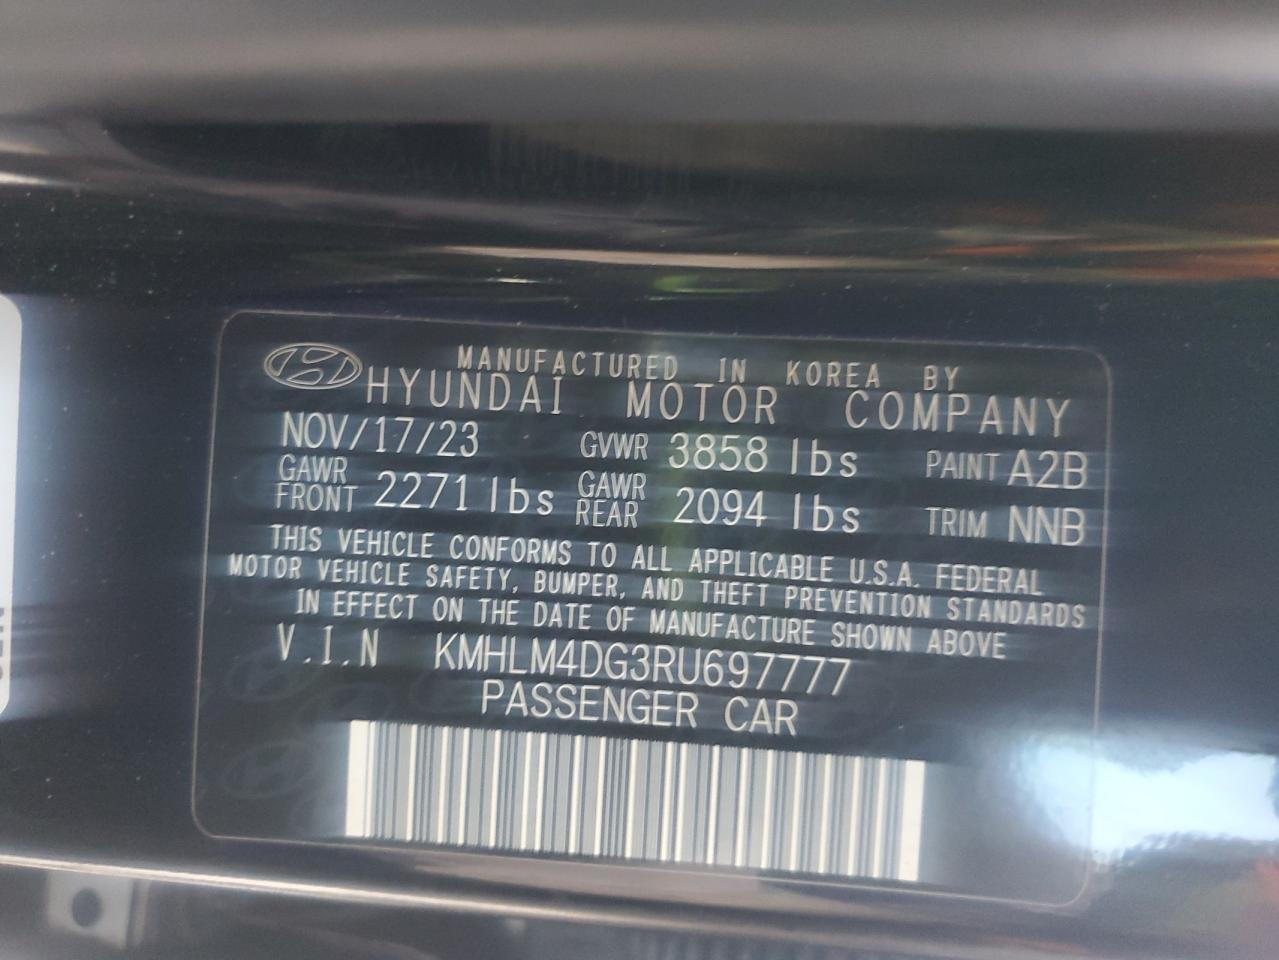 MANUFACTURED IN KOREA BY
HYUNDAI MOTOR COMPANY
NOV/17/23 GVWR 3858 lbs PAINT A2B
GAWR FRONT 2271 lbs GAWR REAR 2094 lbs TRIM NNB
THIS VEHICLE CONFORMS TO ALL APPLICABLE U.S.A. FEDERAL
MOTOR VEHICLE SAFETY, BUMPER, AND THEFT PREVENTION STANDARDS
IN EFFECT ON THE DATE OF MANUFACTURE SHOWN ABOVE
V.I.N KMHLM4DG3RU697777
PASSENGER CAR